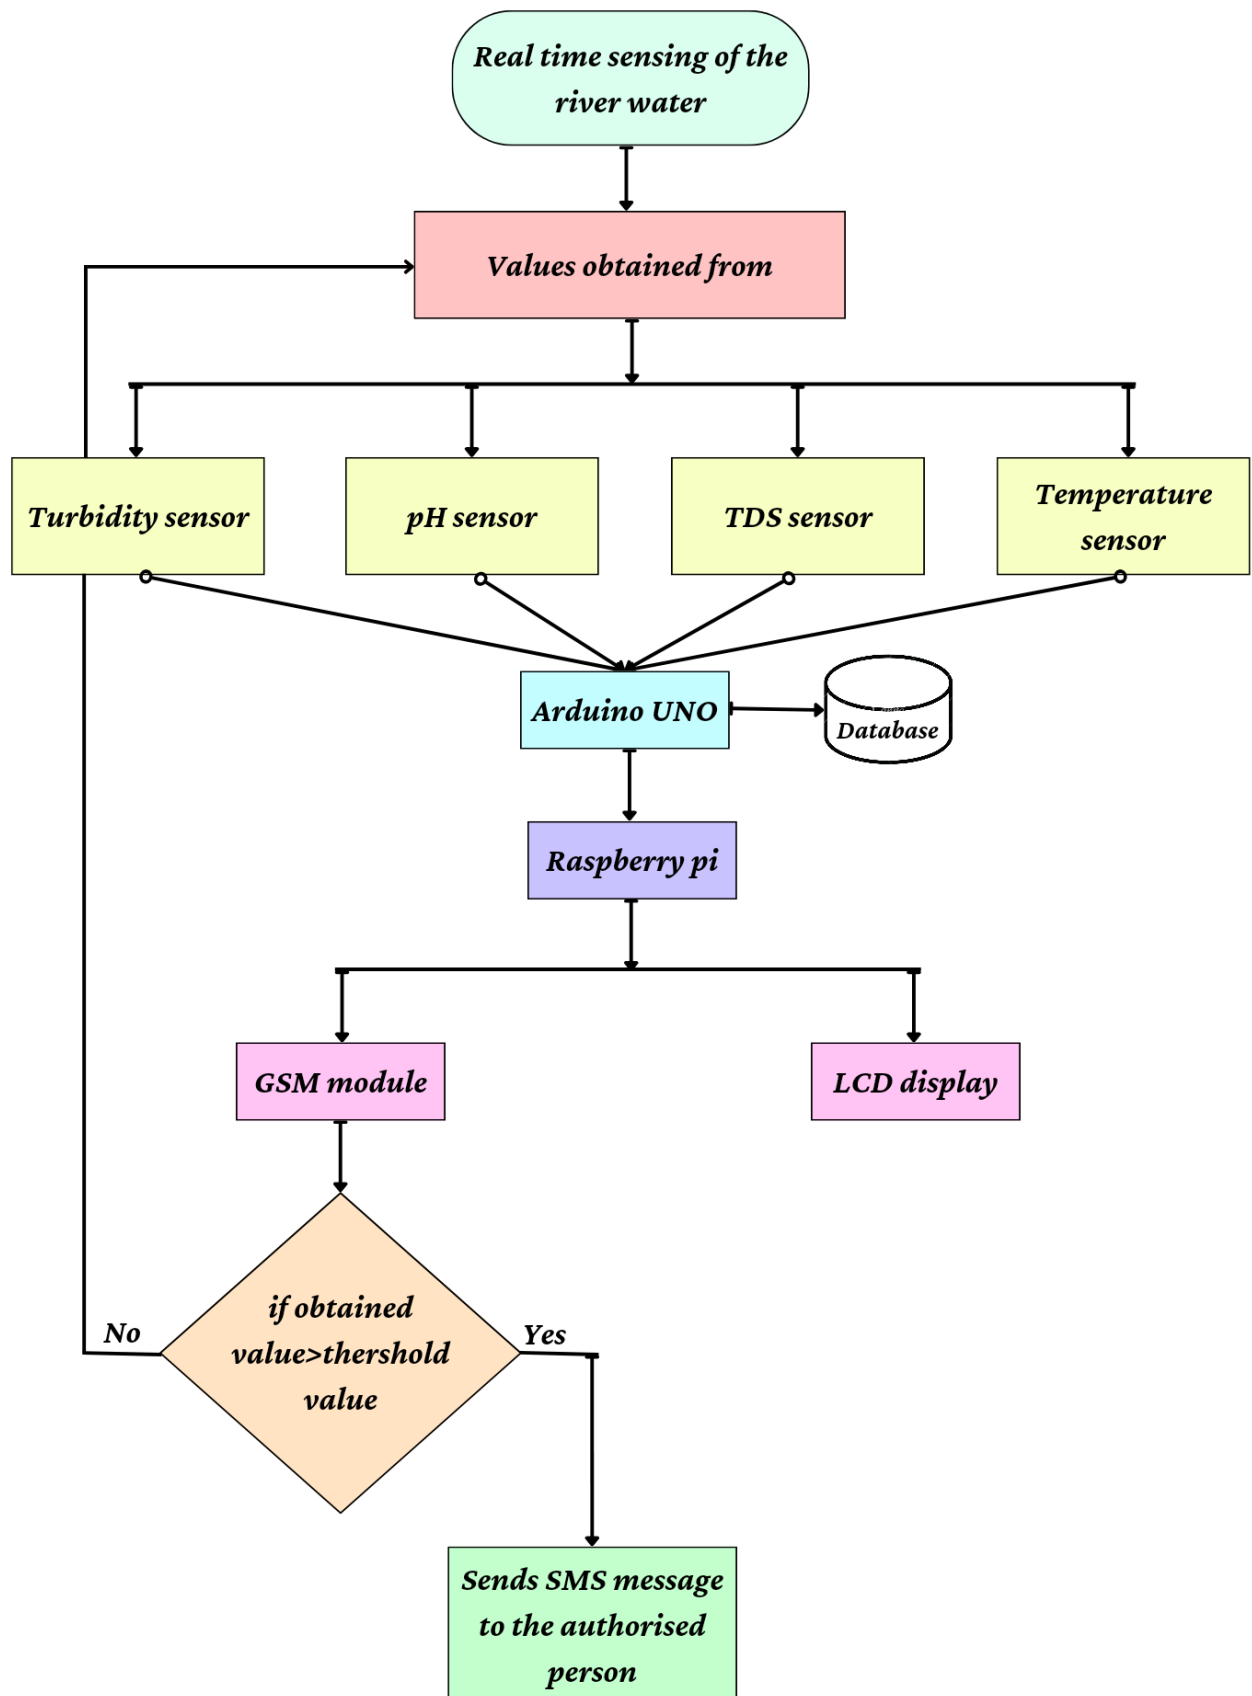 Real time sensing of the
river water
Values obtained from
Turbidity sensor
pH sensor
TDS sensor
Temperature
sensor
Arduino UNO
Database
Raspberry pi
GSM module
LCD display
if obtained
value>thershold
value
No
Yes
Sends SMS message
to the authorised
person